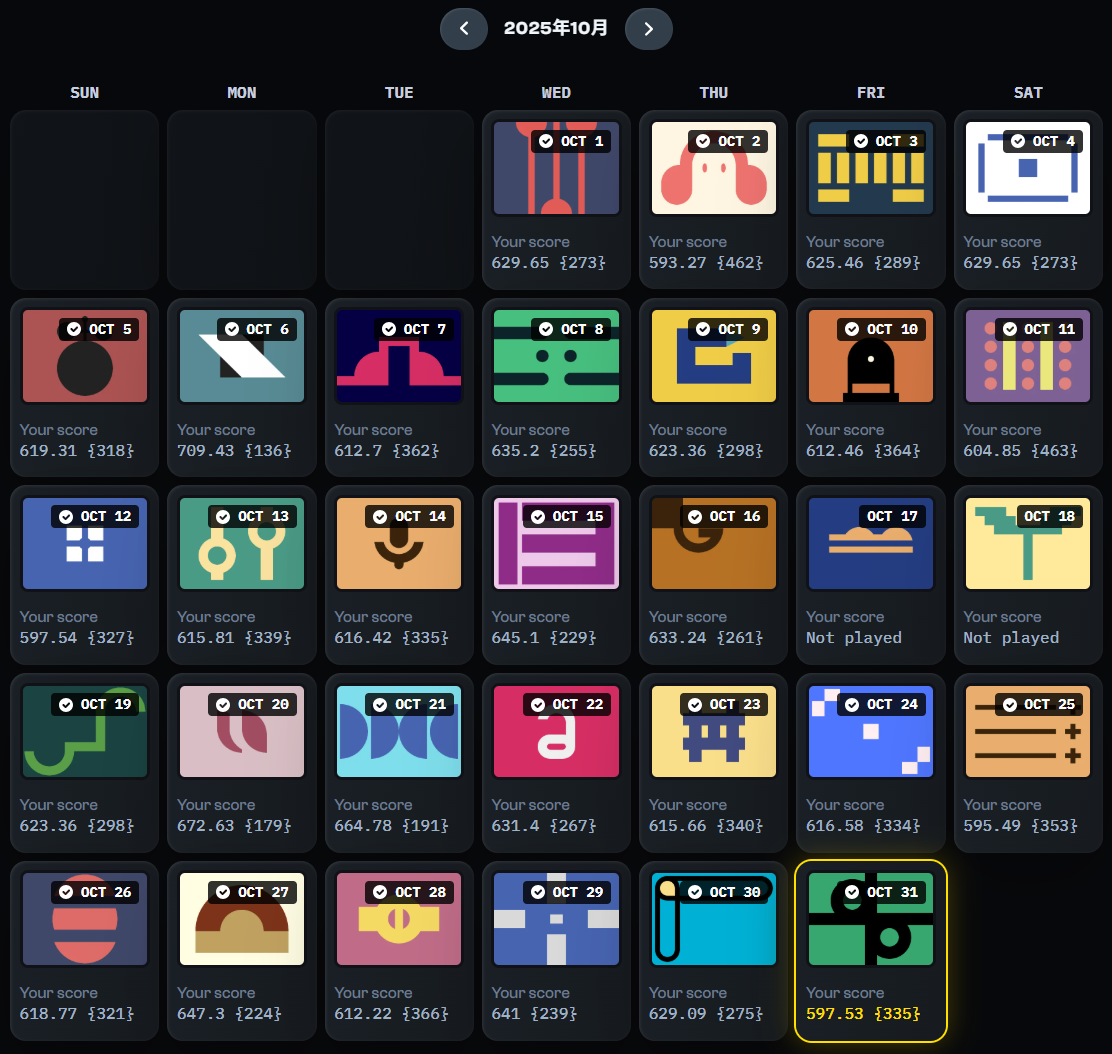 2025年10月
SUN MON TUE WED THU FRI SAT
OCT 1 OCT 2 OCT 3 OCT 4
Your score Your score Your score Your score
629.65 {273} 593.27 {462} 625.46 {289} 629.65 {273}
OCT 5 OCT 6 OCT 7 OCT 8 OCT 9 OCT 10 OCT 11
Your score Your score Your score Your score Your score Your score Your score
619.31 {318} 709.43 {136} 612.7 {362} 635.2 {255} 623.36 {298} 612.46 {364} 604.85 {463}
OCT 12 OCT 13 OCT 14 OCT 15 OCT 16 OCT 17 OCT 18
Your score Your score Your score Your score Your score Your score Your score
597.54 {327} 615.81 {339} 616.42 {335} 645.1 {229} 633.24 {261} Not played Not played
OCT 19 OCT 20 OCT 21 OCT 22 OCT 23 OCT 24 OCT 25
Your score Your score Your score Your score Your score Your score Your score
623.36 {298} 672.63 {179} 664.78 {191} 631.4 {267} 615.66 {340} 616.58 {334} 595.49 {353}
OCT 26 OCT 27 OCT 28 OCT 29 OCT 30 OCT 31
Your score Your score Your score Your score Your score Your score
618.77 {321} 647.3 {224} 612.22 {366} 641 {239} 629.09 {275} 597.53 {335}